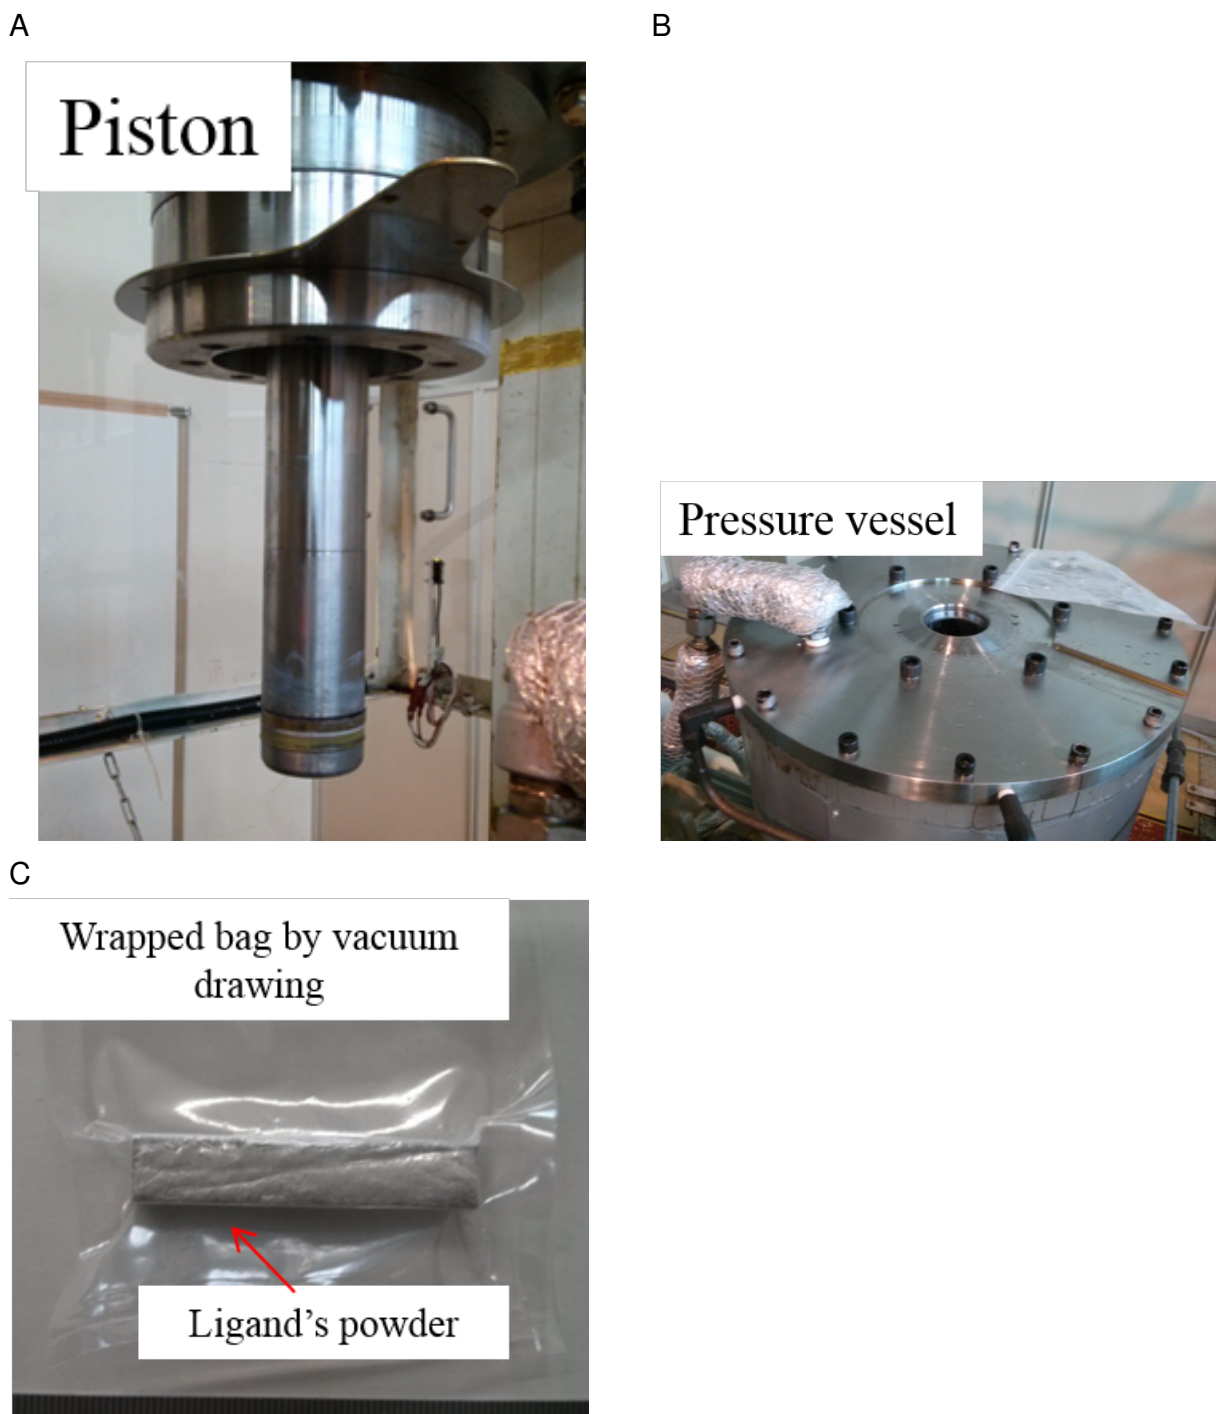 A
B
Piston
Pressure vessel
C
Wrapped bag by vacuum
drawing
Ligand’s powder